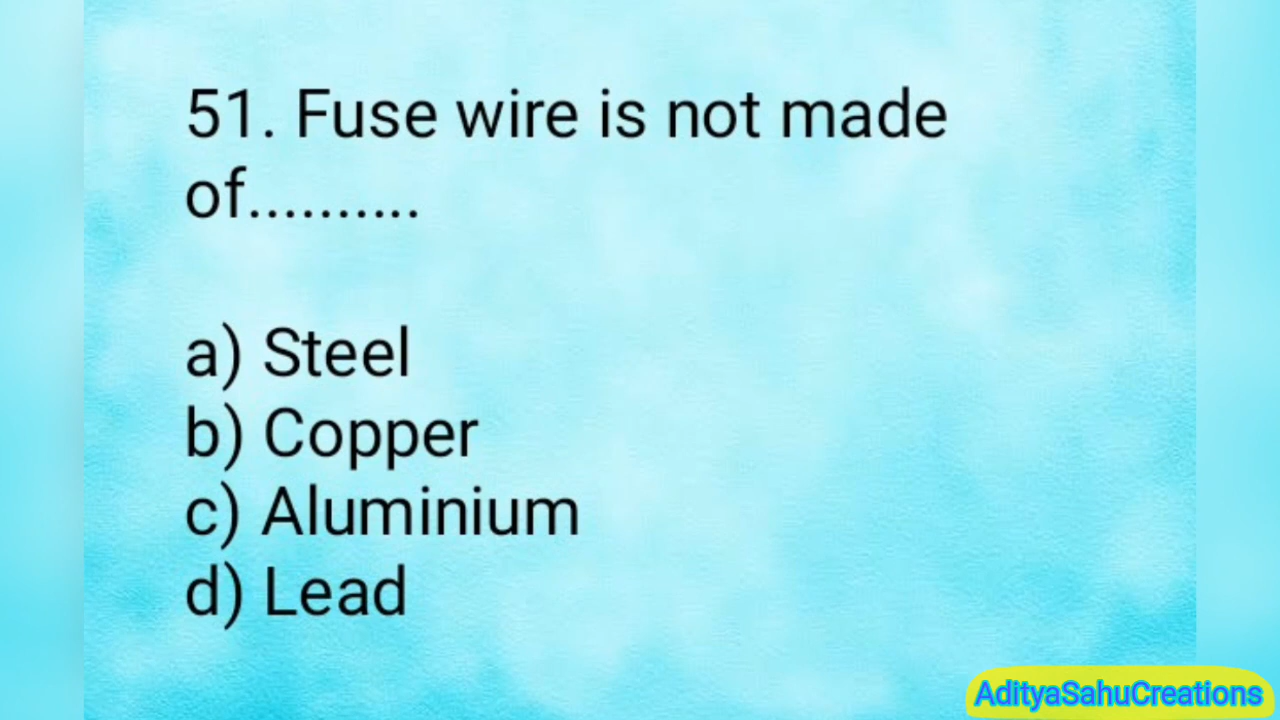 51. Fuse wire is not made
of..........
a) Steel
b) Copper
c) Aluminium
d) Lead
AdityaSahuCreations